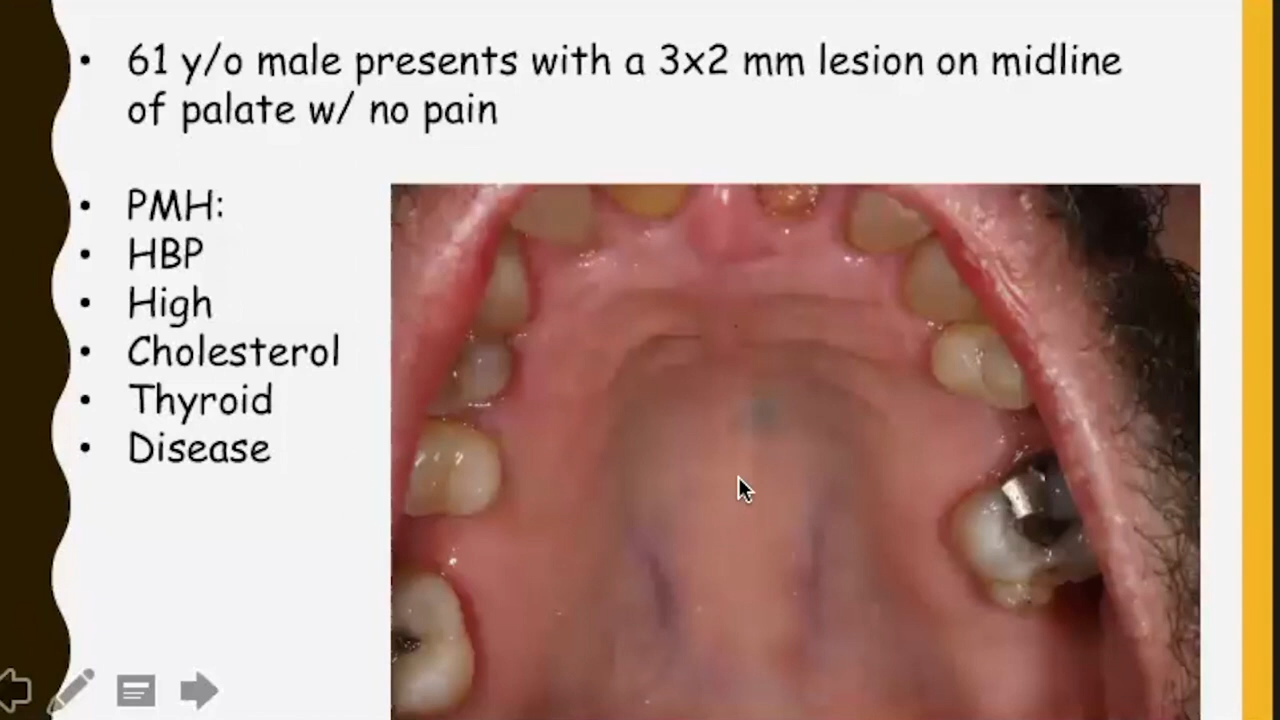 • 61 y/o male presents with a 3x2 mm lesion on midline
of palate w/ no pain
• PMH:
• HBP
• High
• Cholesterol
• Thyroid
• Disease